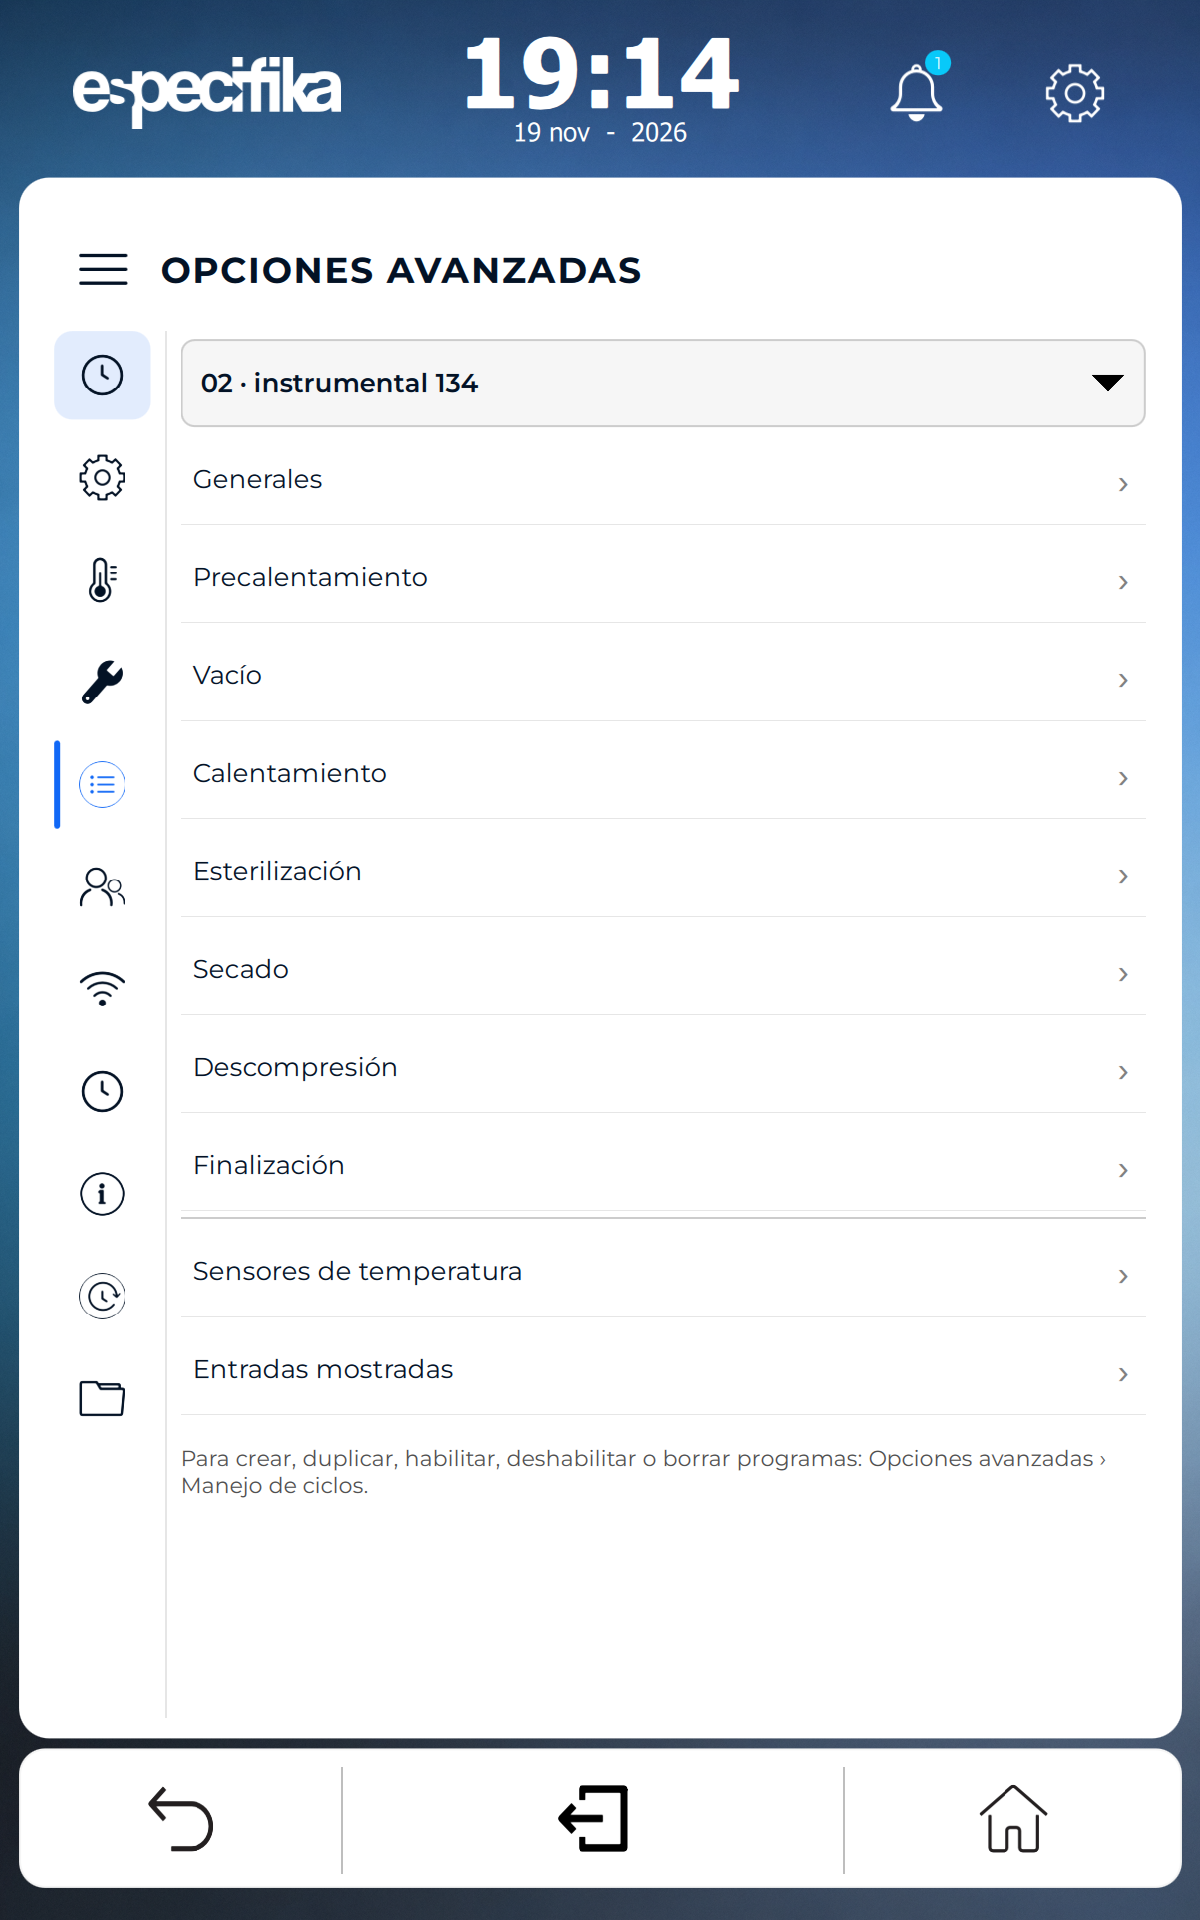 especifika
19:14
19 nov - 2026
1
OPCIONES AVANZADAS
02 · instrumental 134
Generales
Precalentamiento
Vacío
Calentamiento
Esterilización
Secado
Descompresión
Finalización
Sensores de temperatura
Entradas mostradas
Para crear, duplicar, habilitar, deshabilitar o borrar programas: Opciones avanzadas ›
Manejo de ciclos.